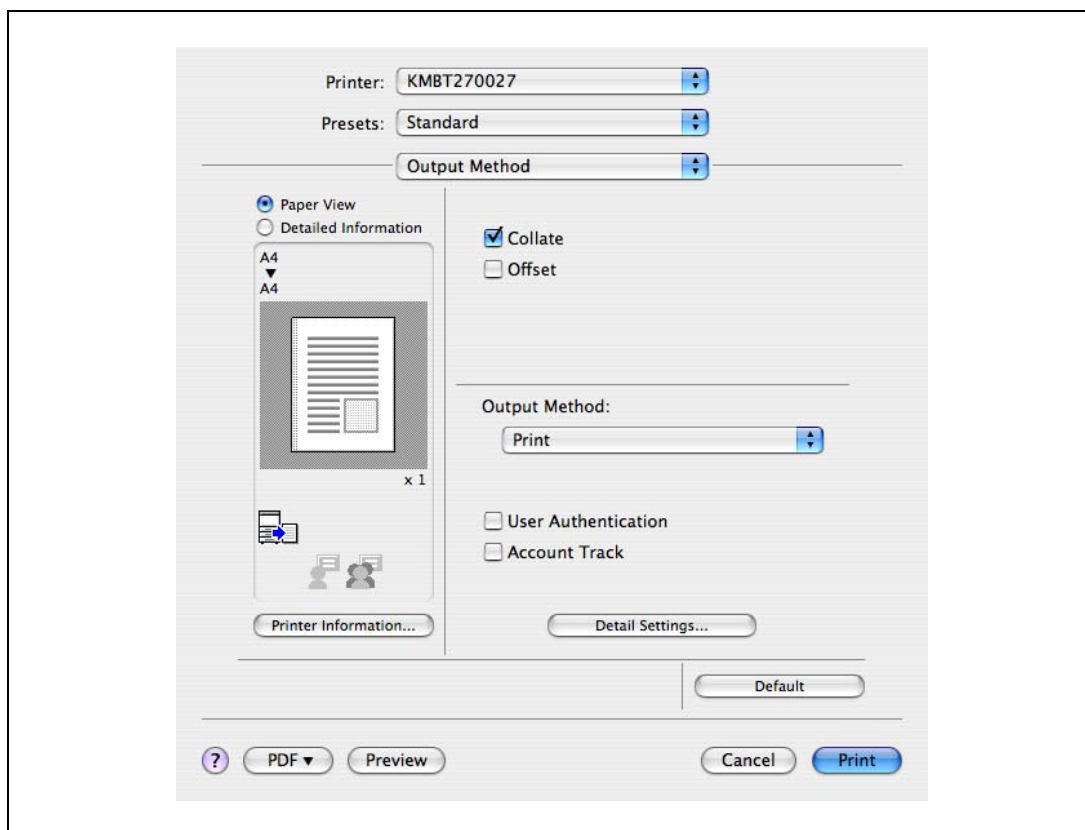 Printer: KMBT270027
Presets: Standard
Output Method
Paper View
Detailed Information
A4
A4
x 1
Printer Information...
Collate
Offset
Output Method:
Print
User Authentication
Account Track
Detail Settings...
Default
? PDF Preview Cancel Print